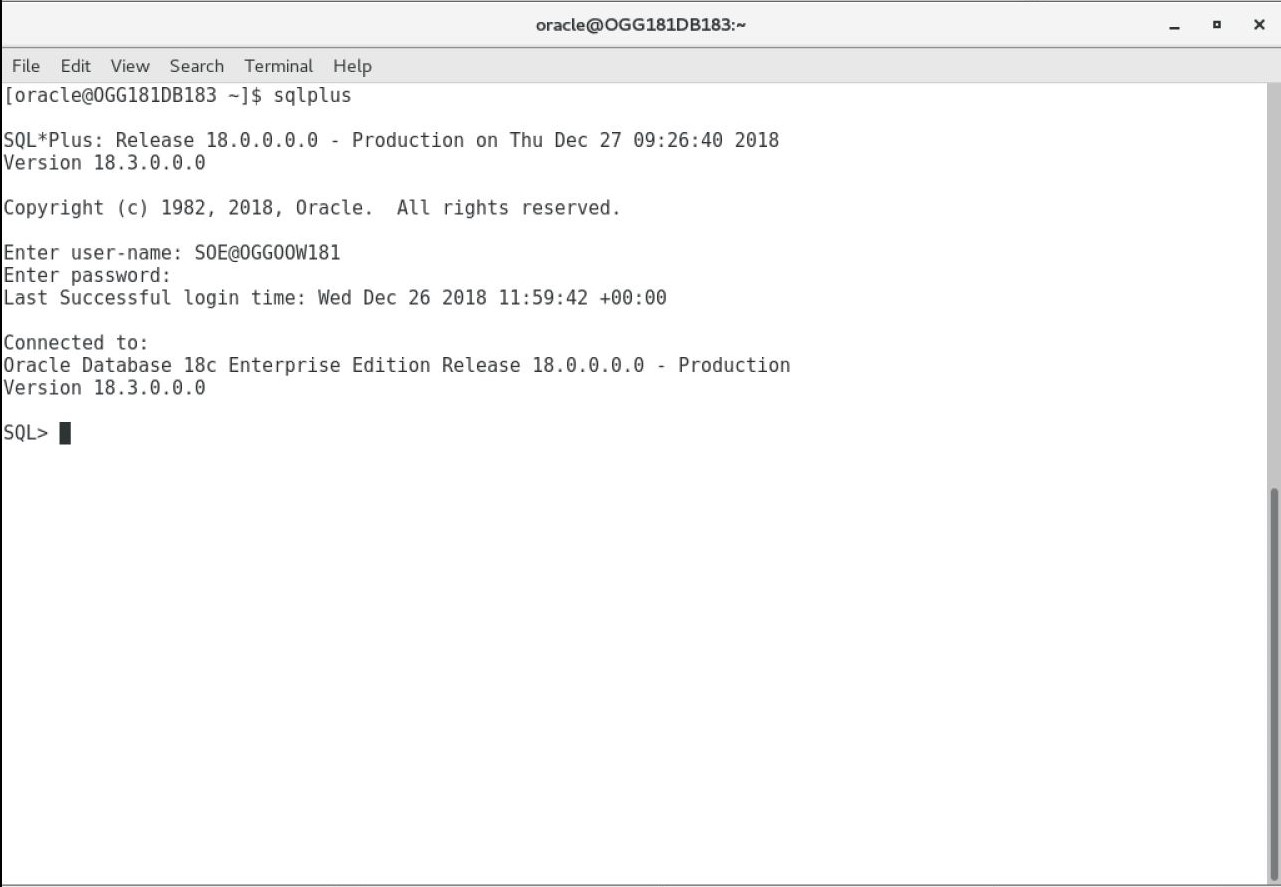 oracle@OGG181DB183:~
File Edit View Search Terminal Help
[oracle@OGG181DB183 ~]$ sqlplus
SQL*Plus: Release 18.0.0.0.0 - Production on Thu Dec 27 09:26:40 2018
Version 18.3.0.0.0
Copyright (c) 1982, 2018, Oracle.  All rights reserved.
Enter user-name: SOE@OGGOOW181
Enter password:
Last Successful login time: Wed Dec 26 2018 11:59:42 +00:00
Connected to:
Oracle Database 18c Enterprise Edition Release 18.0.0.0.0 - Production
Version 18.3.0.0.0
SQL>